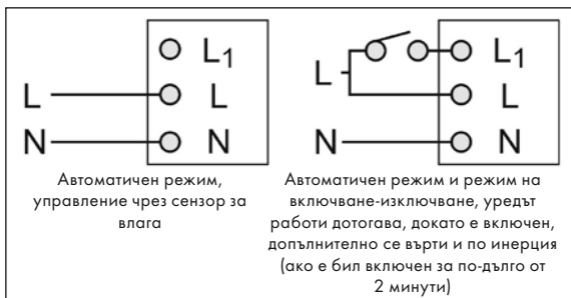 L₁
L
L
N
N
Автоматичен режим,
управление чрез сензор за
влага
L₁
L
L
N
N
Автоматичен режим и режим на
включване-изключване, уредът
работи дотогава, докато е включен,
допълнително се върти и по инерция
(ако е бил включен за по-дълго от
2 минути)